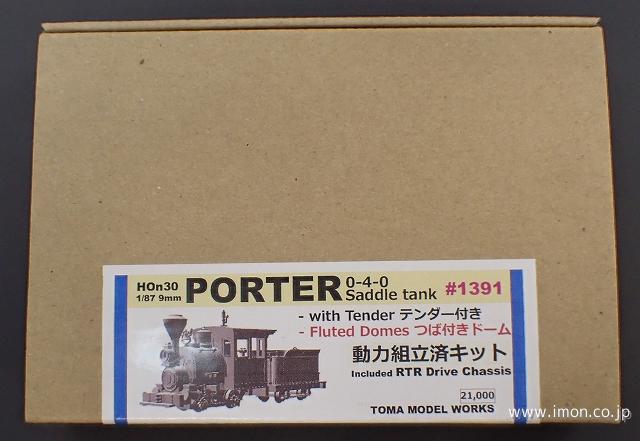 HOn30
1/87 9mm
PORTER
0-4-0
Saddle tank
#1391
- with Tender テンダー付き
- Fluted Domes つば付きドーム
動力組立済キット
Included RTR Drive Chassis
21,000
TOMA MODEL WORKS
www.imon.co.jp